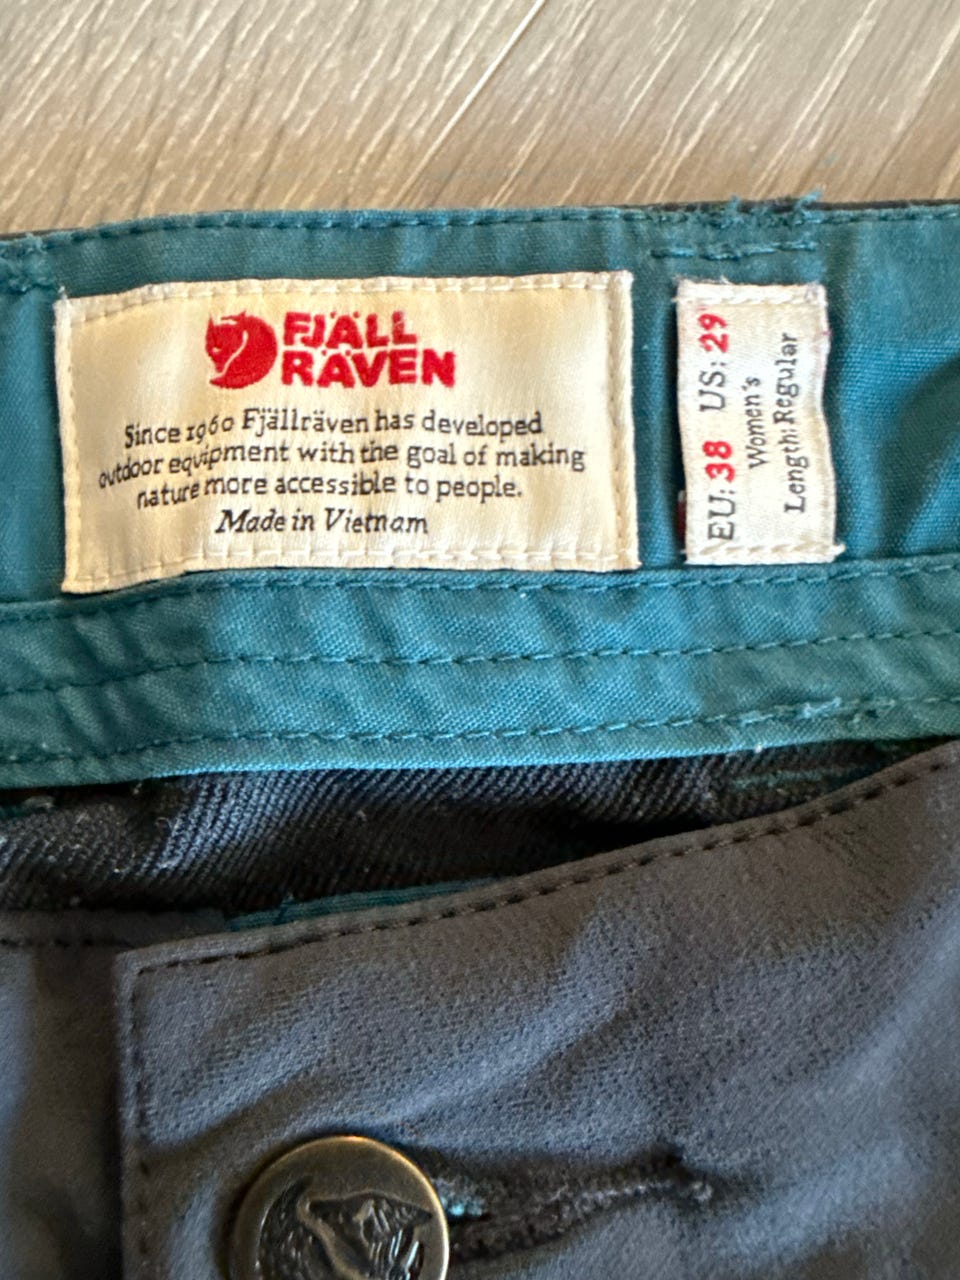 FJÄLL
RÄVEN
Since 1960 Fjällräven has developed
outdoor equipment with the goal of making
nature more accessible to people.
Made in Vietnam
EU: 38 US: 29"
Women's
Length: Regular